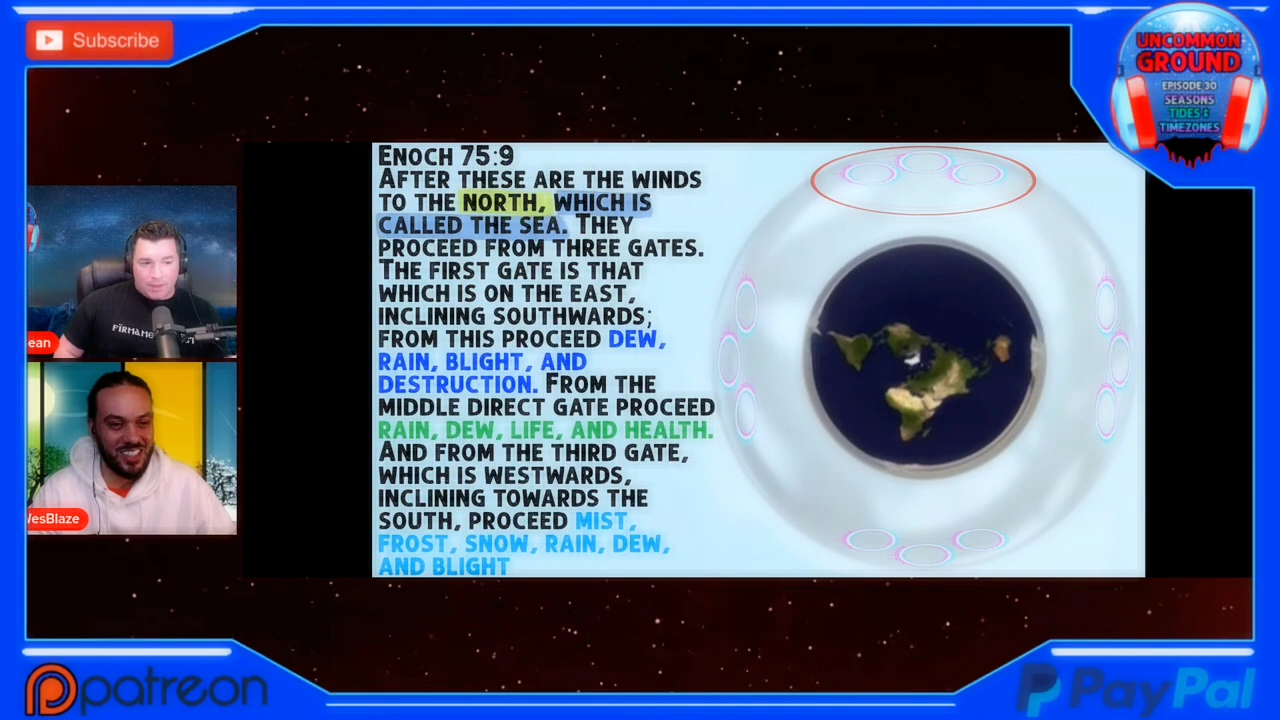 Subscribe
UNCOMMON
GROUND
EPISODE 30
SEASONS
TIDES &
TIMEZONES
ENOCH 75:9
AFTER THESE ARE THE WINDS
TO THE NORTH, WHICH IS
CALLED THE SEA. THEY
PROCEED FROM THREE GATES.
THE FIRST GATE IS THAT
WHICH IS ON THE EAST,
INCLINING SOUTHWARDS;
FROM THIS PROCEED DEW,
RAIN, BLIGHT, AND
DESTRUCTION. FROM THE
MIDDLE DIRECT GATE PROCEED
RAIN, DEW, LIFE, AND HEALTH.
AND FROM THE THIRD GATE,
WHICH IS WESTWARDS,
INCLINING TOWARDS THE
SOUTH, PROCEED MIST,
FROST, SNOW, RAIN, DEW,
AND BLIGHT
ean
WesBlaze
patreon
PayPal